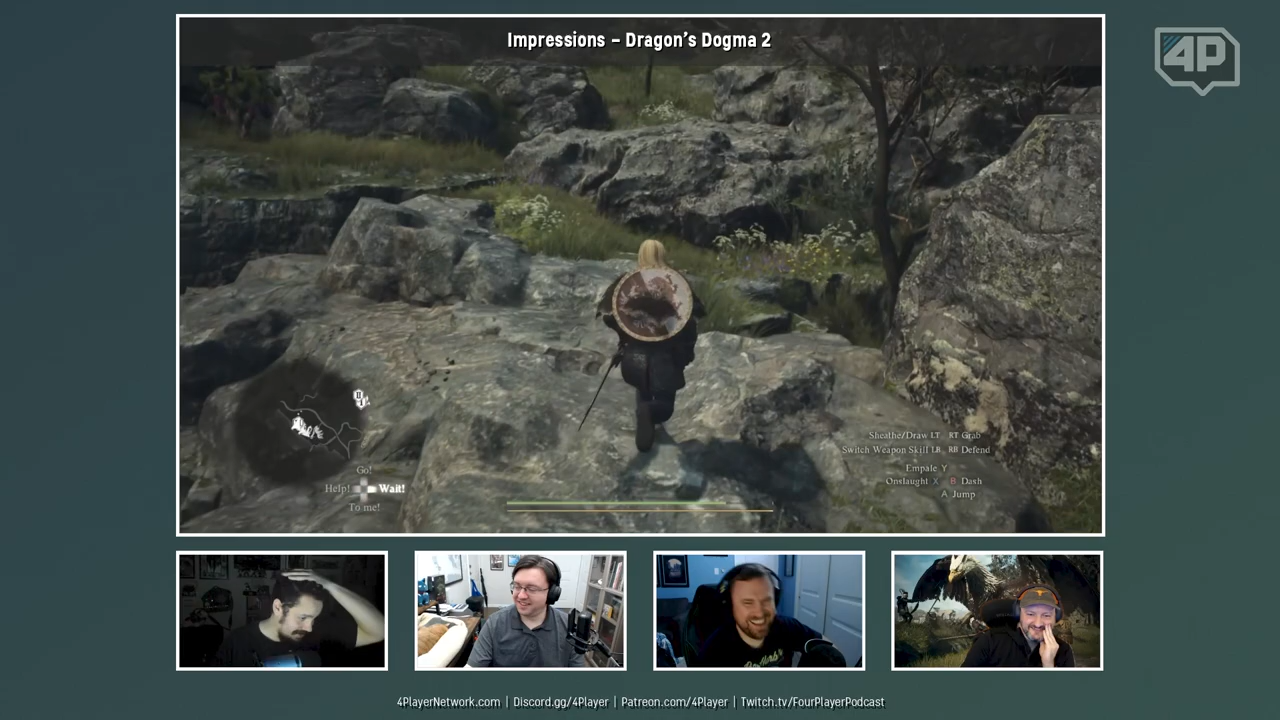 Impressions – Dragon's Dogma 2
4P
Go!
Help! Wait!
To me!
Sheathe/Draw LT RT Grab
Switch Weapon Skill LB RB Defend
Empale Y
Onslaught X B Dash
A Jump
4PlayerNetwork.com | Discord.gg/4Player | Patreon.com/4Player | Twitch.tv/FourPlayerPodcast